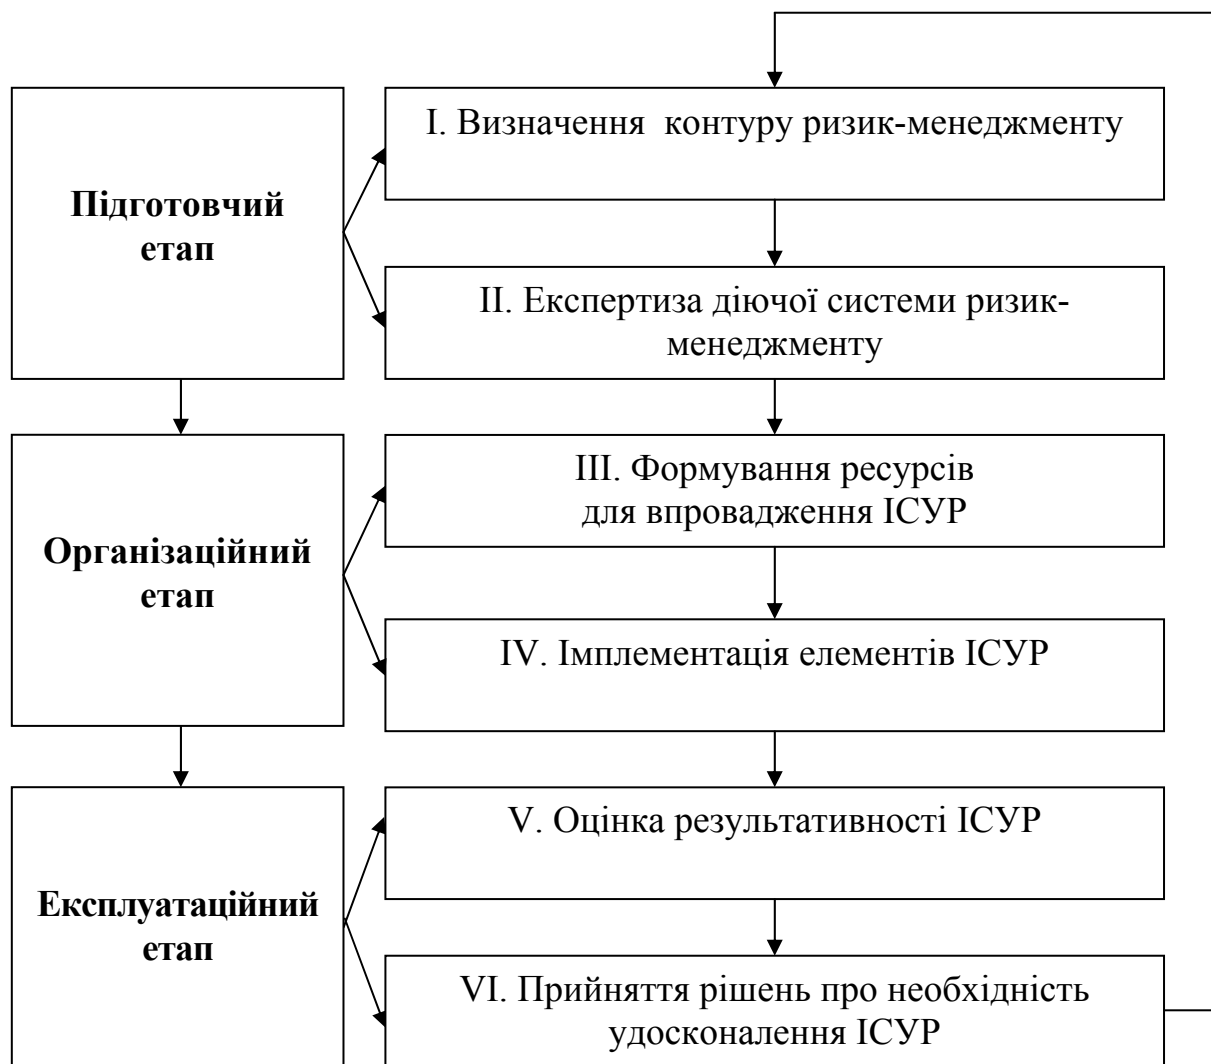 Підготовчий
етап
І. Визначення  контуру ризик-менеджменту
ІІ. Експертиза діючої системи ризик-
менеджменту
Організаційний
етап
ІІІ. Формування ресурсів
для впровадження ІСУР
IV. Імплементація елементів ІСУР
Експлуатаційний
етап
V. Оцінка результативності ІСУР
VI. Прийняття рішень про необхідність
удосконалення ІСУР